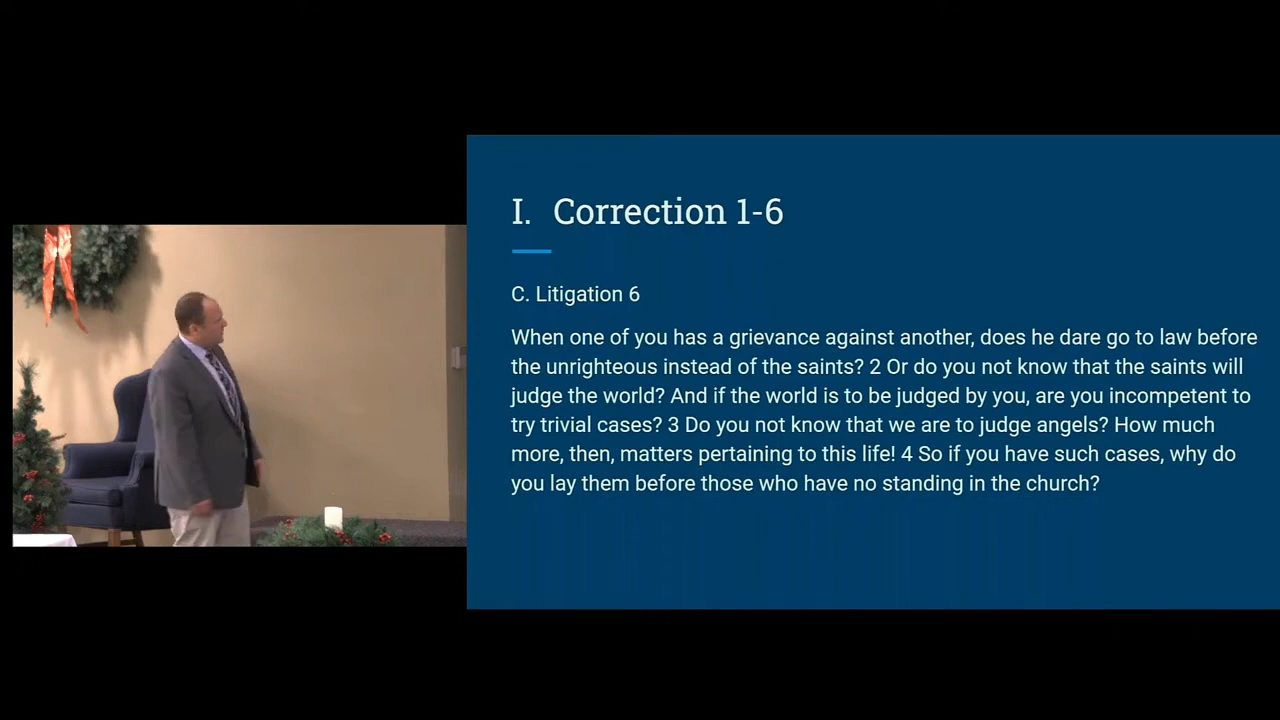 I. Correction 1-6
C. Litigation 6
When one of you has a grievance against another, does he dare go to law before
the unrighteous instead of the saints? 2 Or do you not know that the saints will
judge the world? And if the world is to be judged by you, are you incompetent to
try trivial cases? 3 Do you not know that we are to judge angels? How much
more, then, matters pertaining to this life! 4 So if you have such cases, why do
you lay them before those who have no standing in the church?